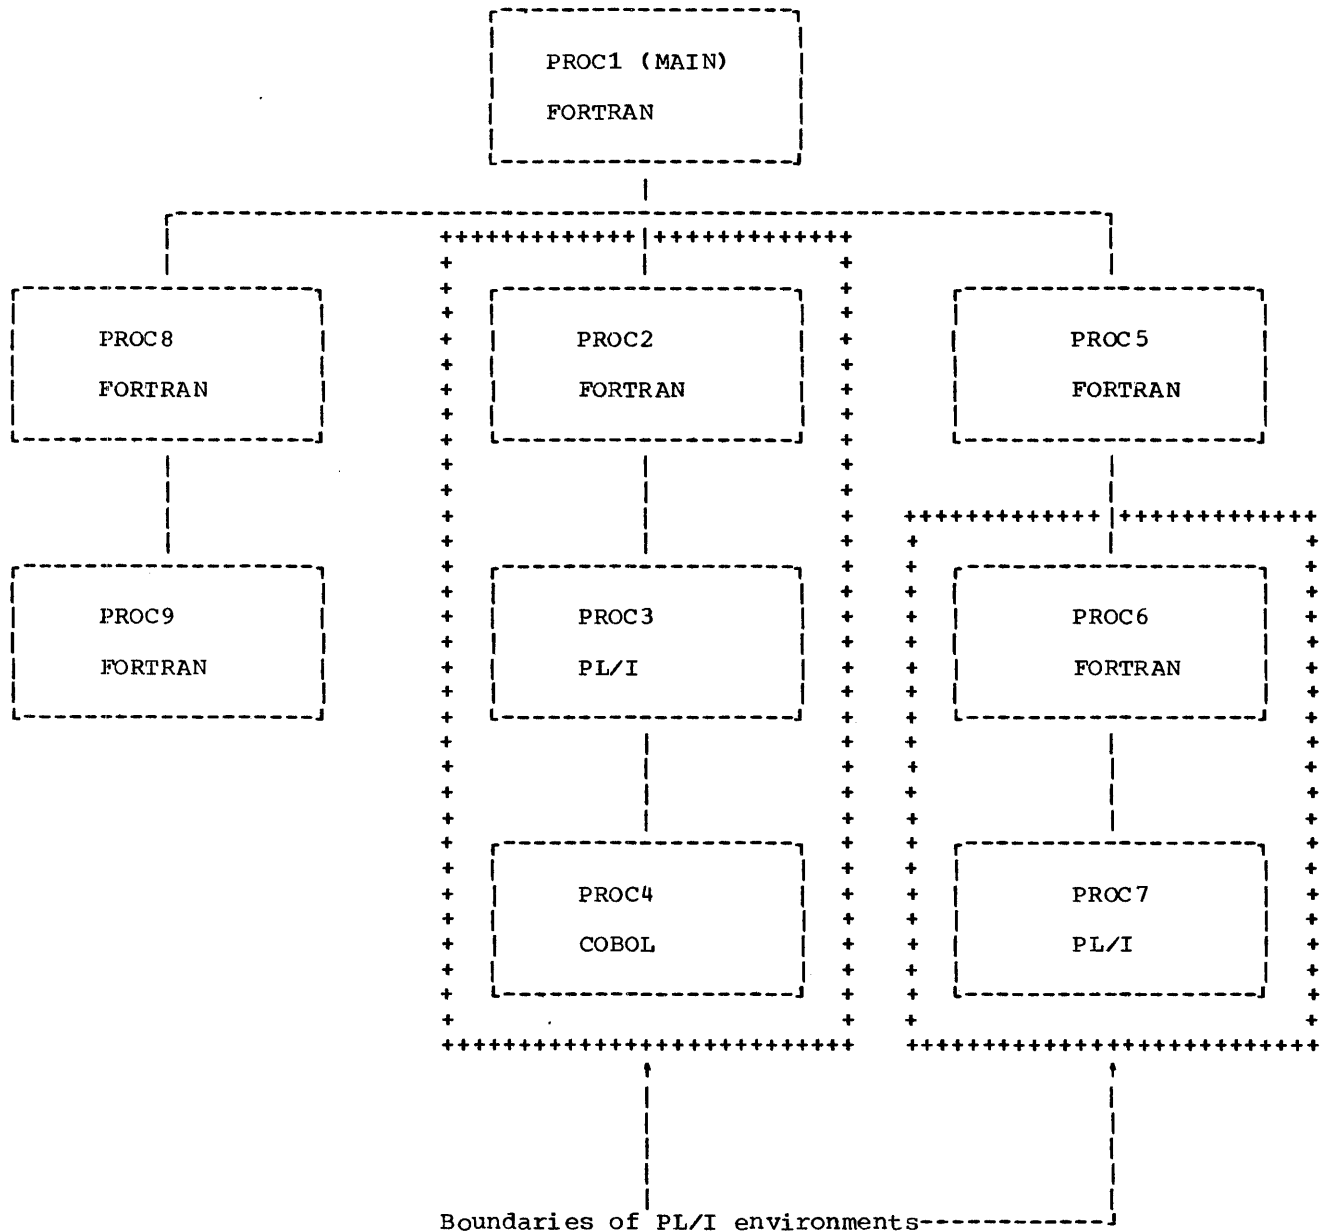 PROC1 (MAIN)
FORTRAN
PROC8
FORTRAN
PROC2
FORTRAN
PROC5
FORTRAN
PROC9
FORTRAN
PROC3
PL/I
PROC6
FORTRAN
PROC4
COBOL
PROC7
PL/I
Boundaries of PL/I environments